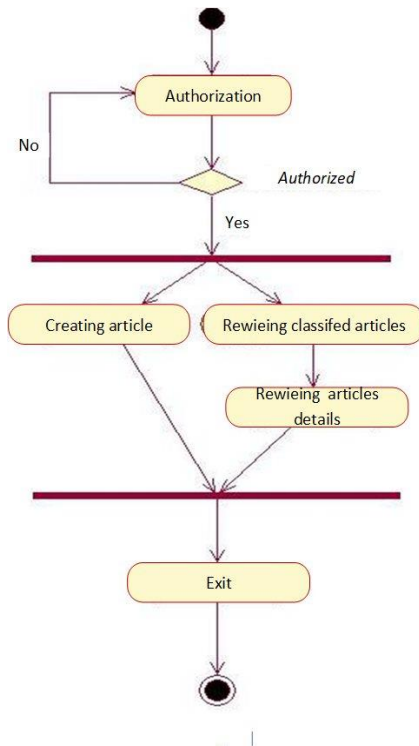 Authorization
No
Authorized
Yes
Creating article
Rewieing classifed articles
Rewieing articles
details
Exit